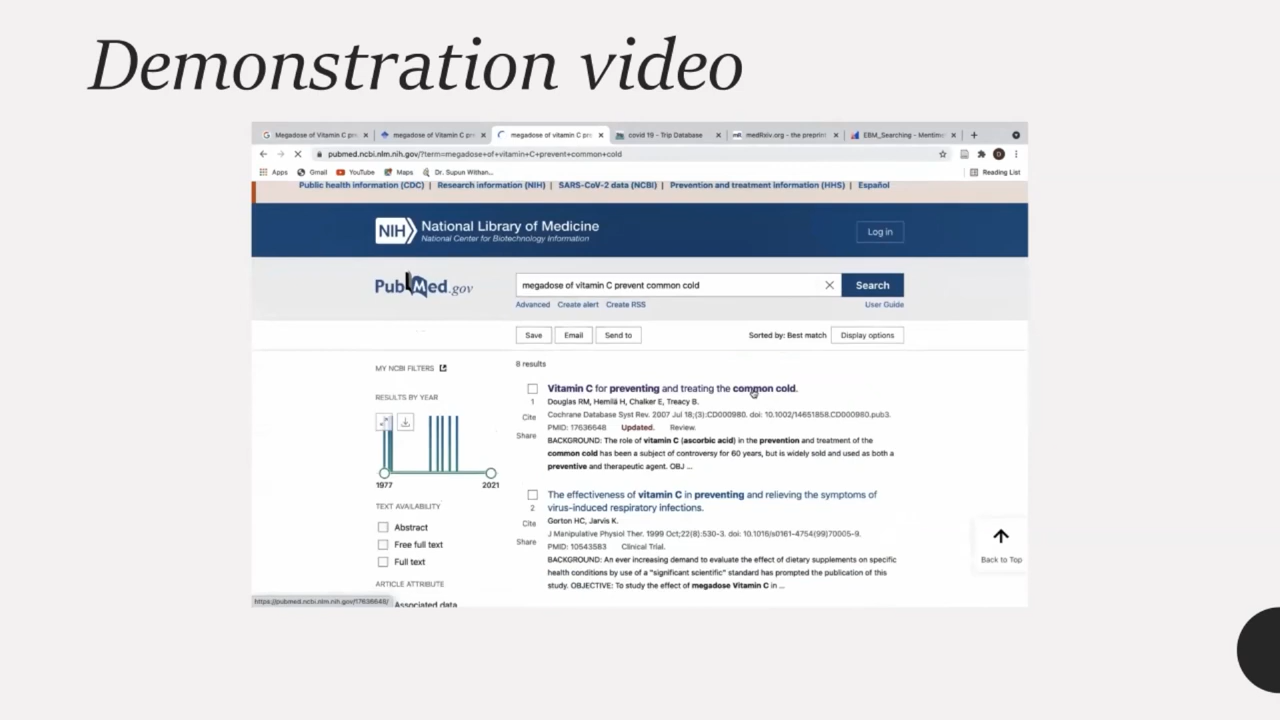 Demonstration video
Megadose of Vitamin C pre
megadose of Vitamin C pre
megadose of vitamin C pre
covid 19 - Trip Database
medRxiv.org - the preprint
EBM_Searching - Mentime
pubmed.ncbi.nlm.nih.gov/?term=megadose+of+vitamin+C+prevent+common+cold
Apps Gmail YouTube Maps Dr. Supun Withan... Reading List
Public health information (CDC) | Research information (NIH) | SARS-CoV-2 data (NCBI) | Prevention and treatment information (HHS) | Español
NIH National Library of Medicine
National Center for Biotechnology Information
Log in
PubMed.gov
megadose of vitamin C prevent common cold
Search
Advanced Create alert Create RSS
User Guide
Save Email Send to
Sorted by: Best match Display options
MY NCBI FILTERS
8 results
RESULTS BY YEAR
1977 2021
TEXT AVAILABILITY
Abstract
Free full text
Full text
ARTICLE ATTRIBUTE
Associated data
1
Cite
Share
Vitamin C for preventing and treating the common cold.
Douglas RM, Hemilä H, Chalker E, Treacy B.
Cochrane Database Syst Rev. 2007 Jul 18;(3):CD000980. doi: 10.1002/14651858.CD000980.pub3.
PMID: 17636648 Updated. Review.
BACKGROUND: The role of vitamin C (ascorbic acid) in the prevention and treatment of the
common cold has been a subject of controversy for 60 years, but is widely sold and used as both a
preventive and therapeutic agent. OBJ ...
2
Cite
Share
The effectiveness of vitamin C in preventing and relieving the symptoms of
virus-induced respiratory infections.
Gorton HC, Jarvis K.
J Manipulative Physiol Ther. 1999 Oct;22(8):530-3. doi: 10.1016/s0161-4754(99)70005-9.
PMID: 10543583 Clinical Trial.
BACKGROUND: An ever increasing demand to evaluate the effect of dietary supplements on specific
health conditions by use of a "significant scientific" standard has prompted the publication of this
study. OBJECTIVE: To study the effect of megadose Vitamin C in ...
Back to Top
https://pubmed.ncbi.nlm.nih.gov/17636648/